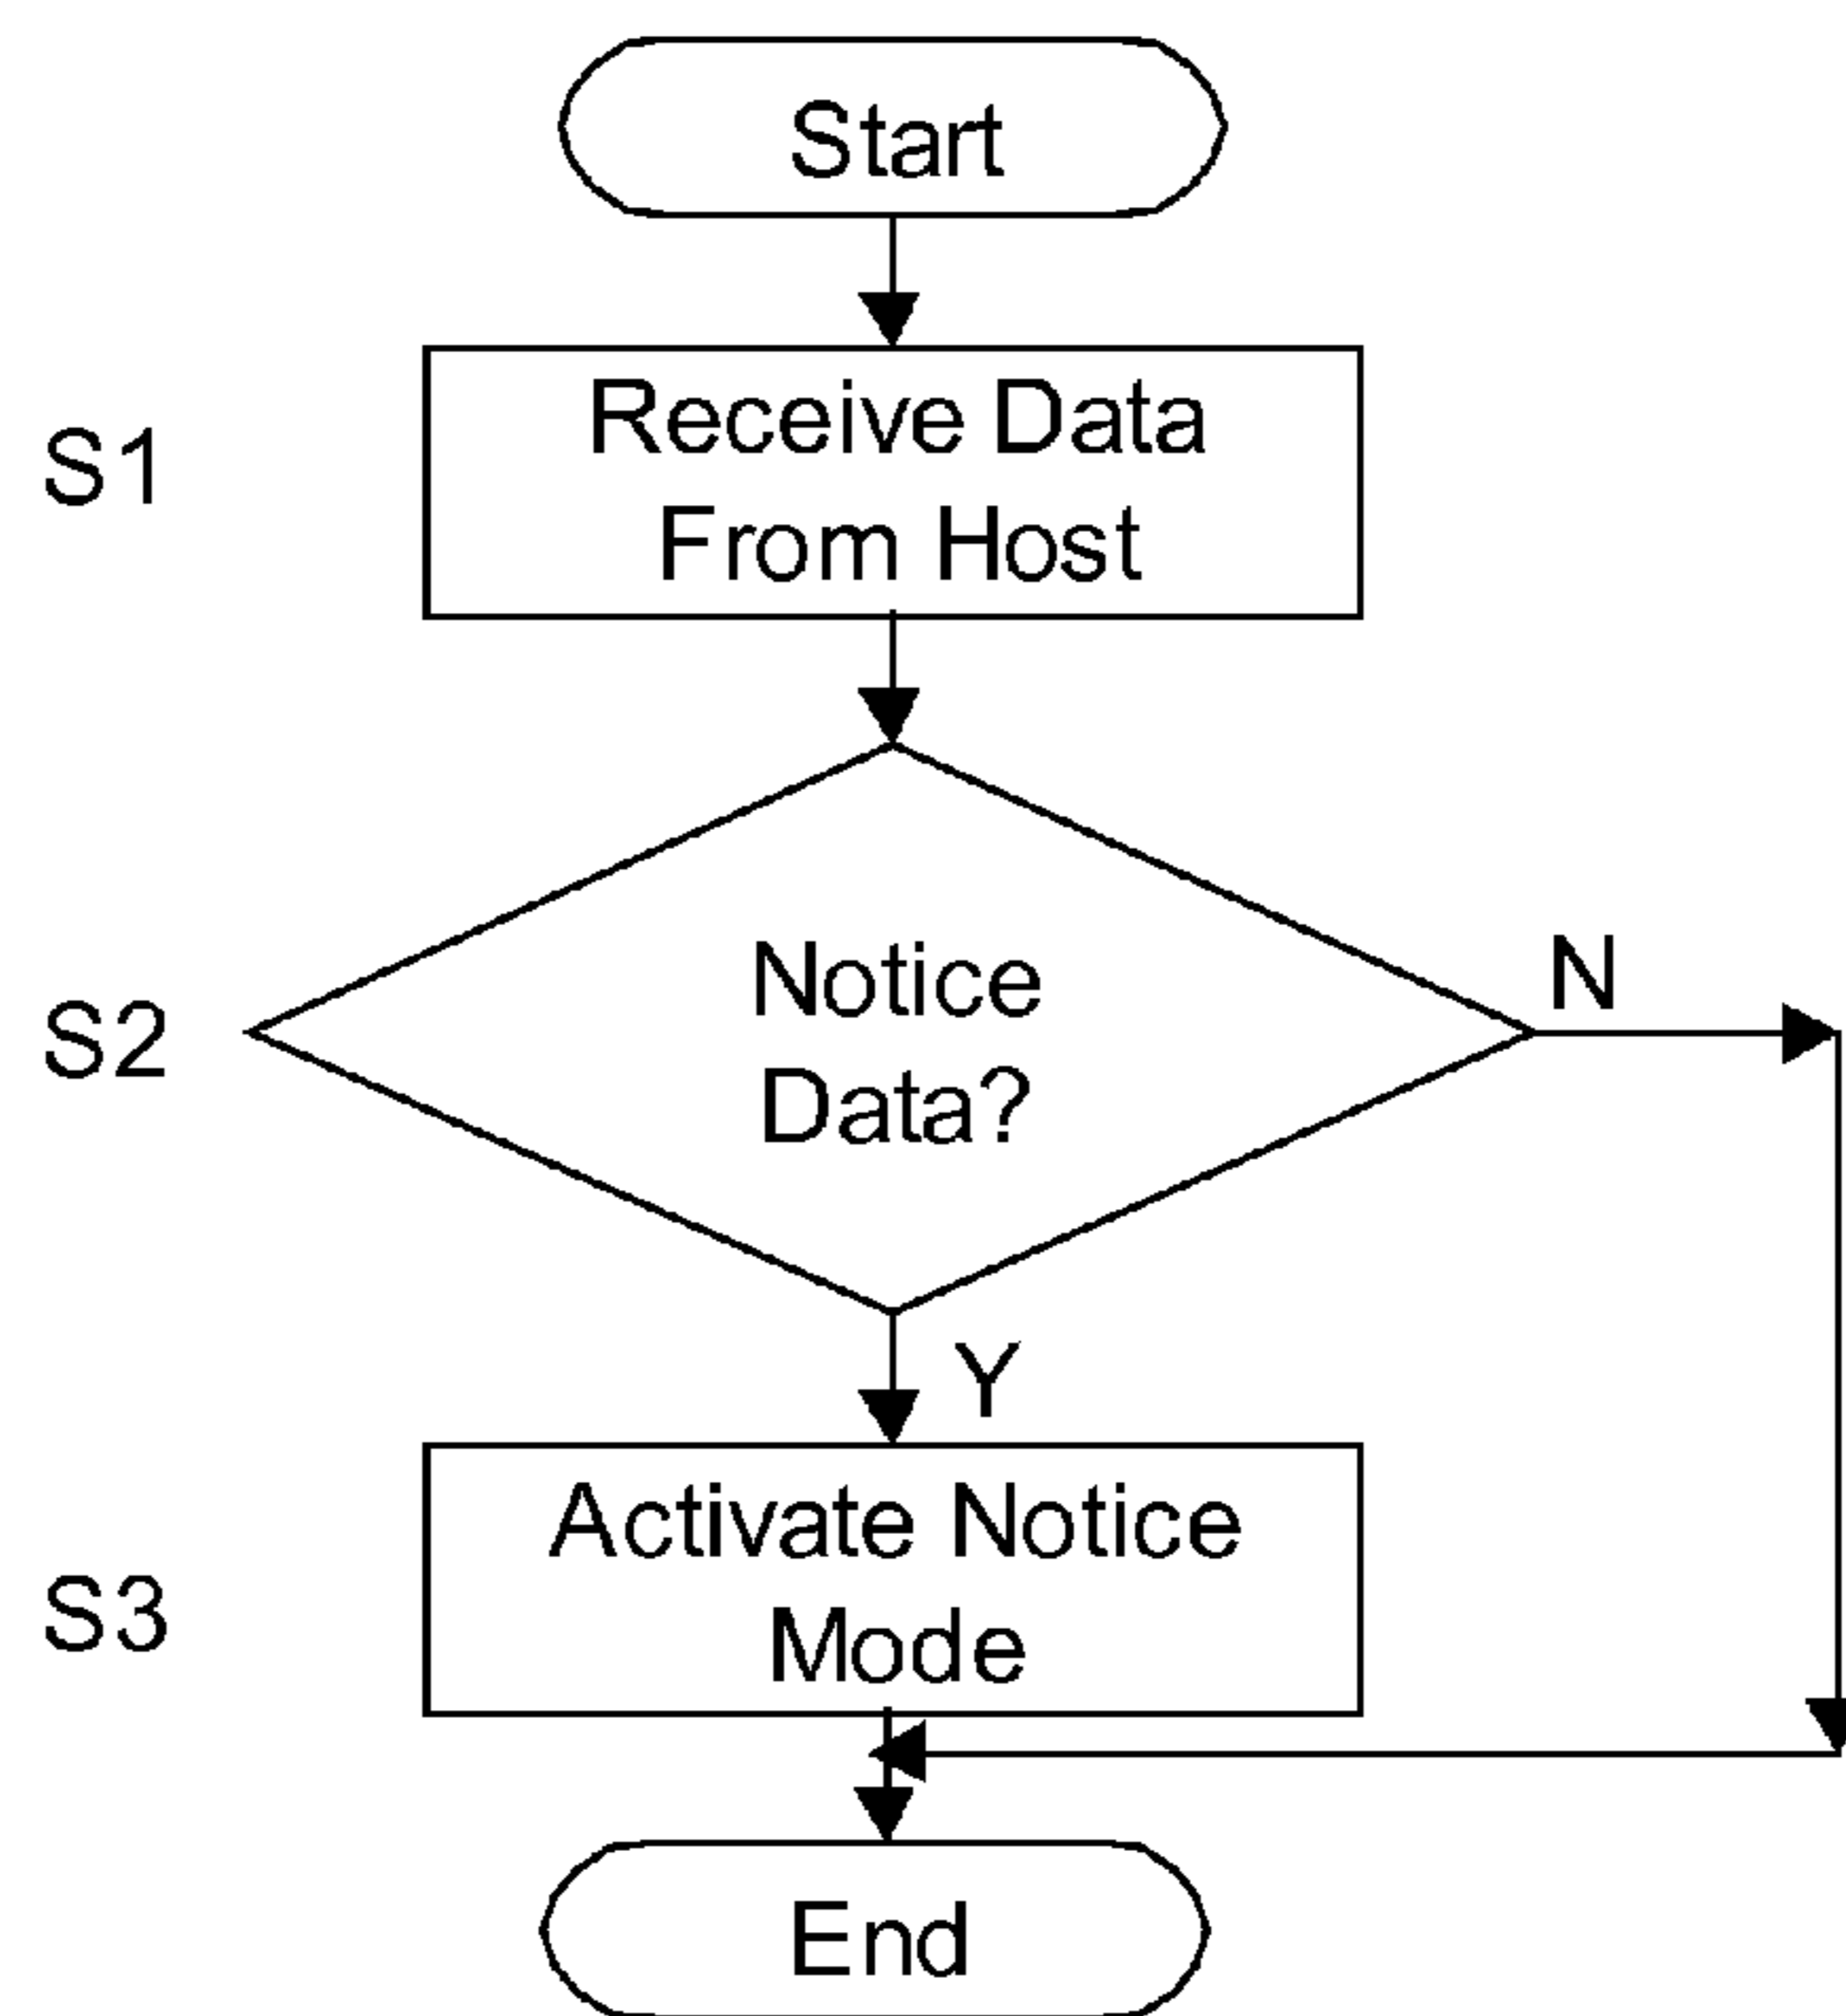 Start
S1
Receive Data
From Host
S2
Notice
Data?
N
Y
S3
Activate Notice
Mode
End